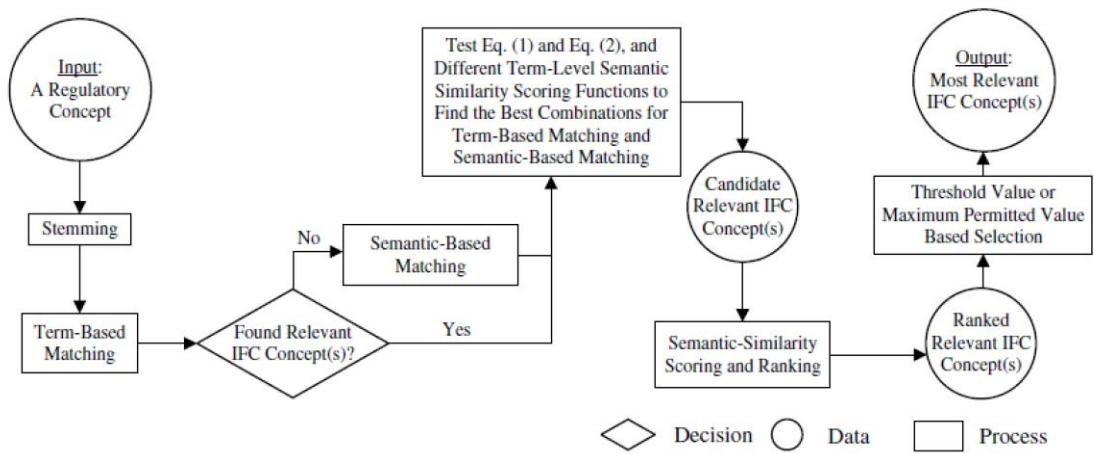 Input:
A Regulatory
Concept
Stemming
Term-Based
Matching
Found Relevant
IFC Concept(s)?
No
Yes
Semantic-Based
Matching
Test Eq. (1) and Eq. (2), and
Different Term-Level Semantic
Similarity Scoring Functions to
Find the Best Combinations for
Term-Based Matching and
Semantic-Based Matching
Candidate
Relevant IFC
Concept(s)
Semantic-Similarity
Scoring and Ranking
Ranked
Relevant IFC
Concept(s)
Threshold Value or
Maximum Permitted Value
Based Selection
Output:
Most Relevant
IFC Concept(s)
Decision
Data
Process